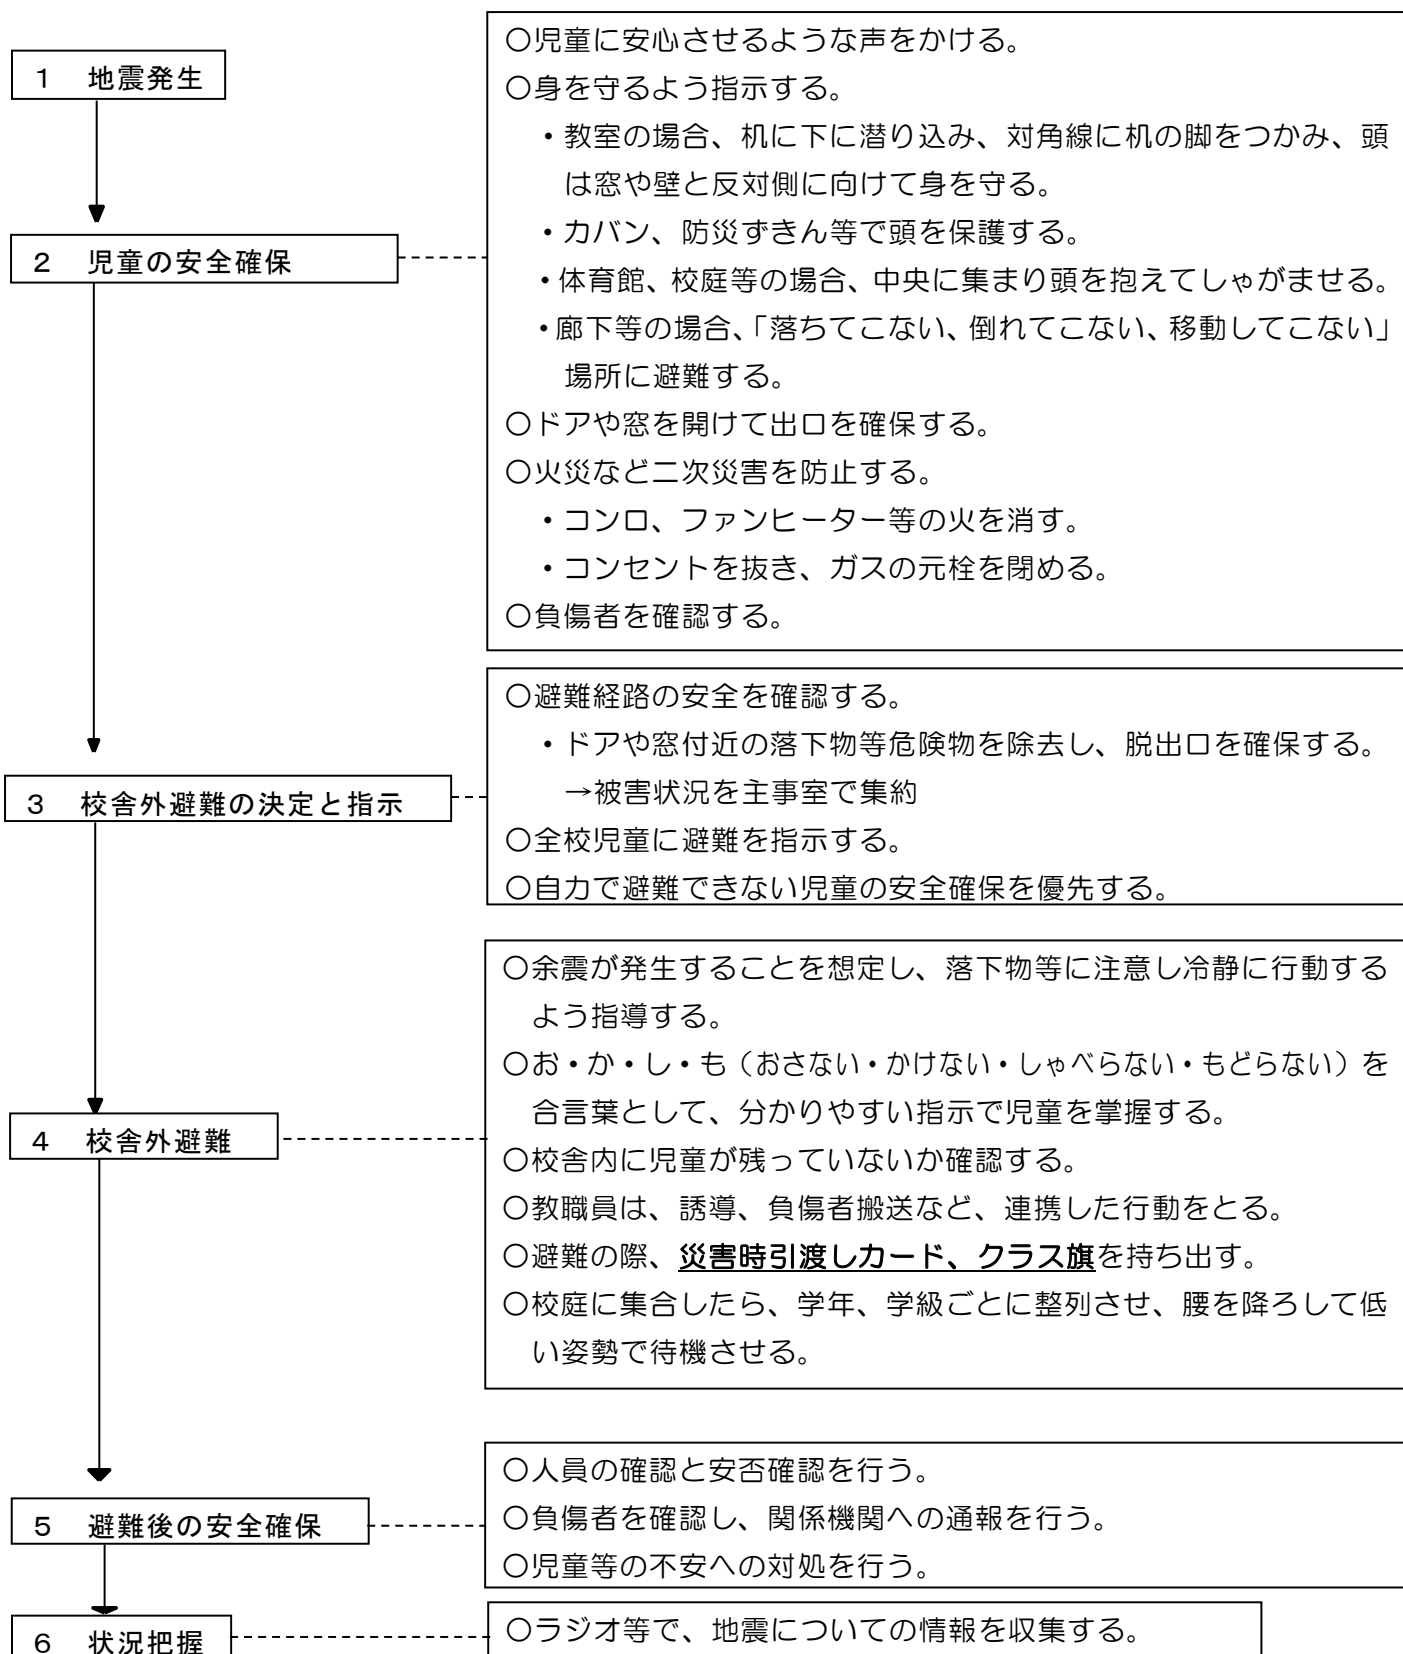 １　地震発生
○児童に安心させるような声をかける。
○身を守るよう指示する。
・教室の場合、机に下に潜り込み、対角線に机の脚をつかみ、頭
は窓や壁と反対側に向けて身を守る。
・カバン、防災ずきん等で頭を保護する。
・体育館、校庭等の場合、中央に集まり頭を抱えてしゃがませる。
・廊下等の場合、「落ちてこない、倒れてこない、移動してこない」
場所に避難する。
○ドアや窓を開けて出口を確保する。
○火災など二次災害を防止する。
・コンロ、ファンヒーター等の火を消す。
・コンセントを抜き、ガスの元栓を閉める。
○負傷者を確認する。
２　児童の安全確保
○避難経路の安全を確認する。
・ドアや窓付近の落下物等危険物を除去し、脱出口を確保する。
→被害状況を主事室で集約
○全校児童に避難を指示する。
○自力で避難できない児童の安全確保を優先する。
３　校舎外避難の決定と指示
○余震が発生することを想定し、落下物等に注意し冷静に行動する
よう指導する。
○お・か・し・も（おさない・かけない・しゃべらない・もどらない）を
合言葉として、分かりやすい指示で児童を掌握する。
○校舎内に児童が残っていないか確認する。
○教職員は、誘導、負傷者搬送など、連携した行動をとる。
○避難の際、災害時引渡しカード、クラス旗を持ち出す。
○校庭に集合したら、学年、学級ごとに整列させ、腰を降ろして低
い姿勢で待機させる。
４　校舎外避難
○人員の確認と安否確認を行う。
○負傷者を確認し、関係機関への通報を行う。
○児童等の不安への対処を行う。
５　避難後の安全確保
○ラジオ等で、地震についての情報を収集する。
６　状況把握